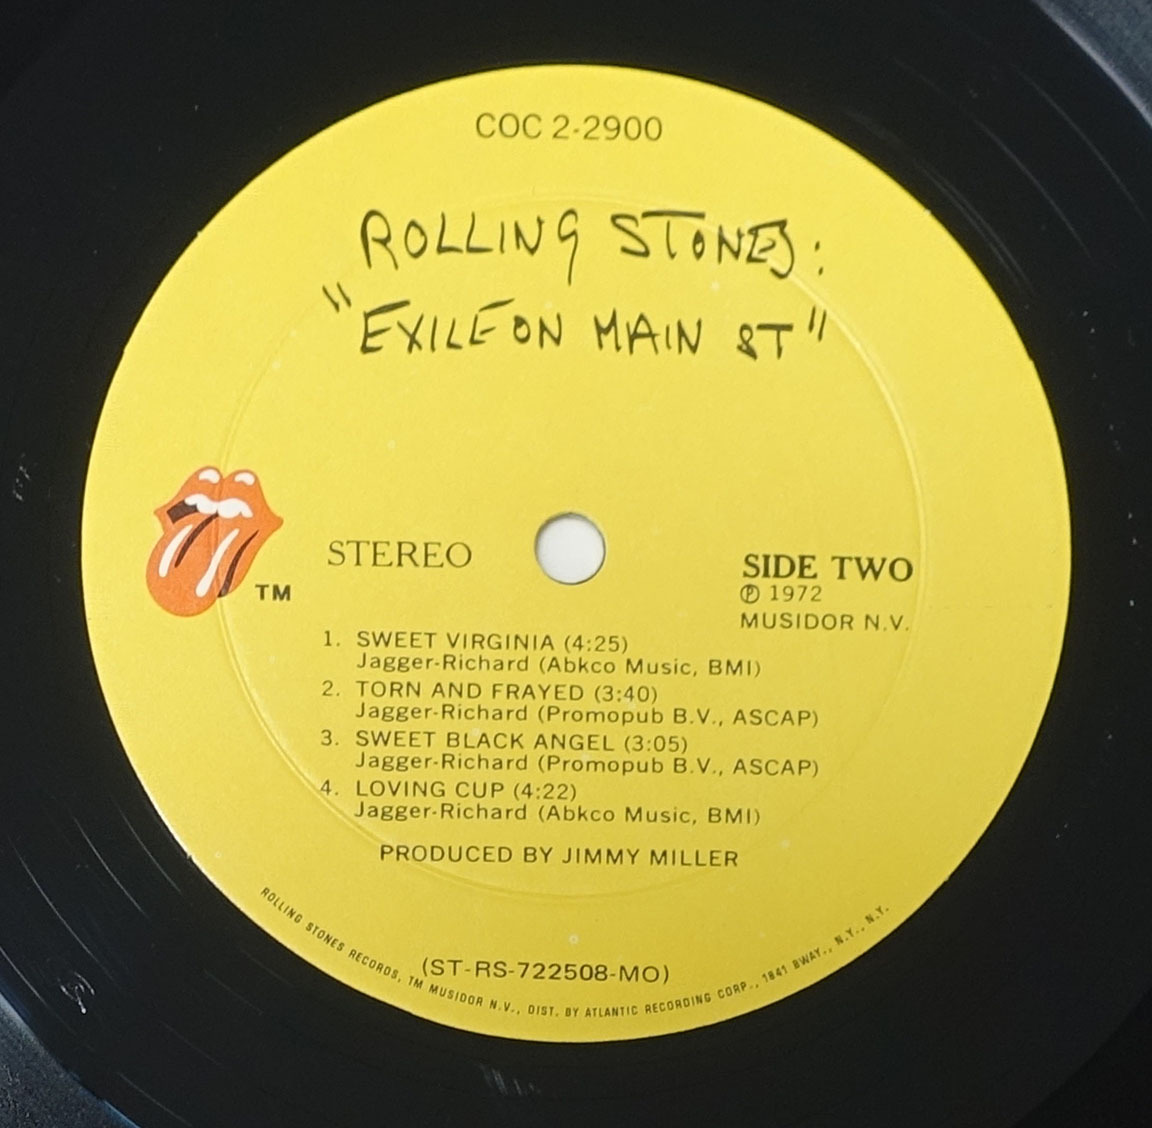 COC 2-2900
ROLLING STONES:
"EXILE ON MAIN ST"
STEREO
SIDE TWO
℗ 1972
MUSIDOR N.V.
TM
1. SWEET VIRGINIA (4:25)
Jagger-Richard (Abkco Music, BMI)
2. TORN AND FRAYED (3:40)
Jagger-Richard (Promopub B.V., ASCAP)
3. SWEET BLACK ANGEL (3:05)
Jagger-Richard (Promopub B.V., ASCAP)
4. LOVING CUP (4:22)
Jagger-Richard (Abkco Music, BMI)
PRODUCED BY JIMMY MILLER
(ST-RS-722508-MO)
ROLLING STONES RECORDS, TM MUSIDOR N.V., DIST. BY ATLANTIC RECORDING CORP., 1841 BWAY., N.Y., N.Y.